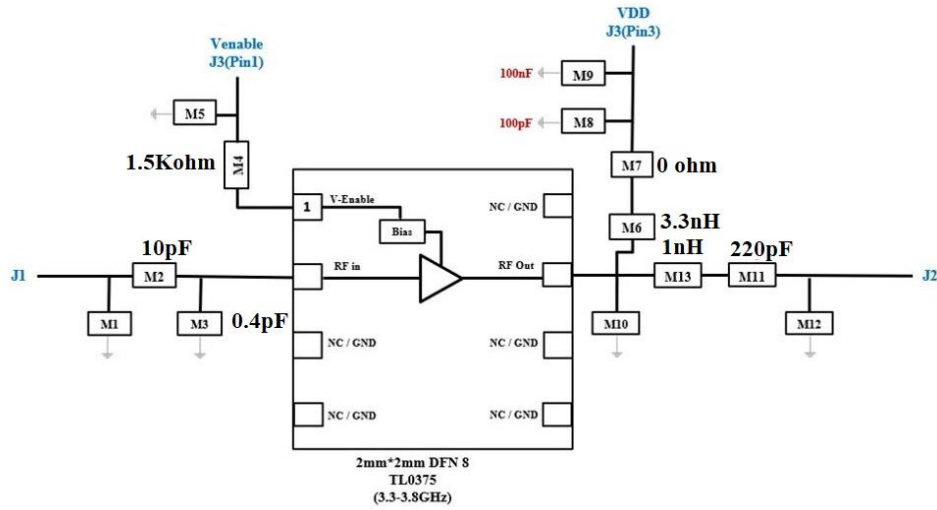 VDD
J3(Pin3)
Venable
J3(Pin1)
100nF
M9
M5
100pF
M8
1.5Kohm
M4
M7
0 ohm
1
V-Enable
NC / GND
Bias
M6
3.3nH
1nH
220pF
10pF
J1
M2
RF in
RF Out
M13
M11
J2
M1
M3
0.4pF
M10
M12
NC / GND
NC / GND
NC / GND
NC / GND
2mm*2mm DFN 8
TL0375
(3.3-3.8GHz)